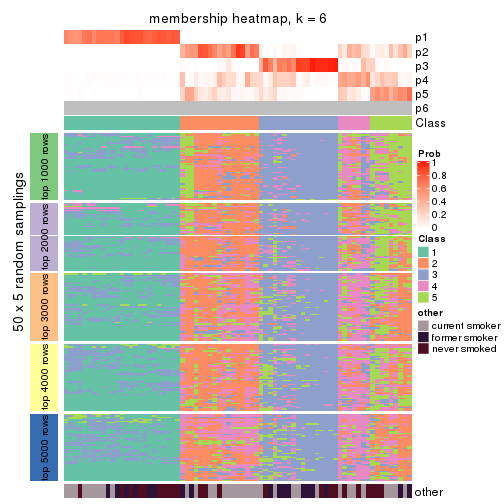 membership heatmap, k = 6
p1
p2
p3
p4
p5
p6
Class
50 x 5 random samplings
top 1000 rows
top 2000 rows
top 3000 rows
top 4000 rows
top 5000 rows
Prob
1
0.8
0.6
0.4
0.2
0
Class
1
2
3
4
5
other
current smoker
former smoker
never smoked
other